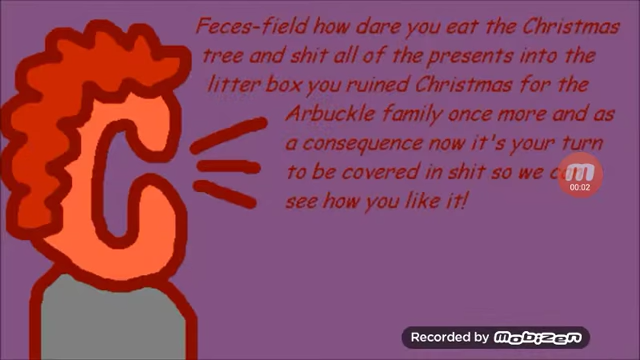 Feces-field how dare you eat the Christmas
tree and shit all of the presents into the
litter box you ruined Christmas for the
Arbuckle family once more and as
a consequence now it's your turn
to be covered in shit so we
see how you like it!
00:02
Recorded by mobizen